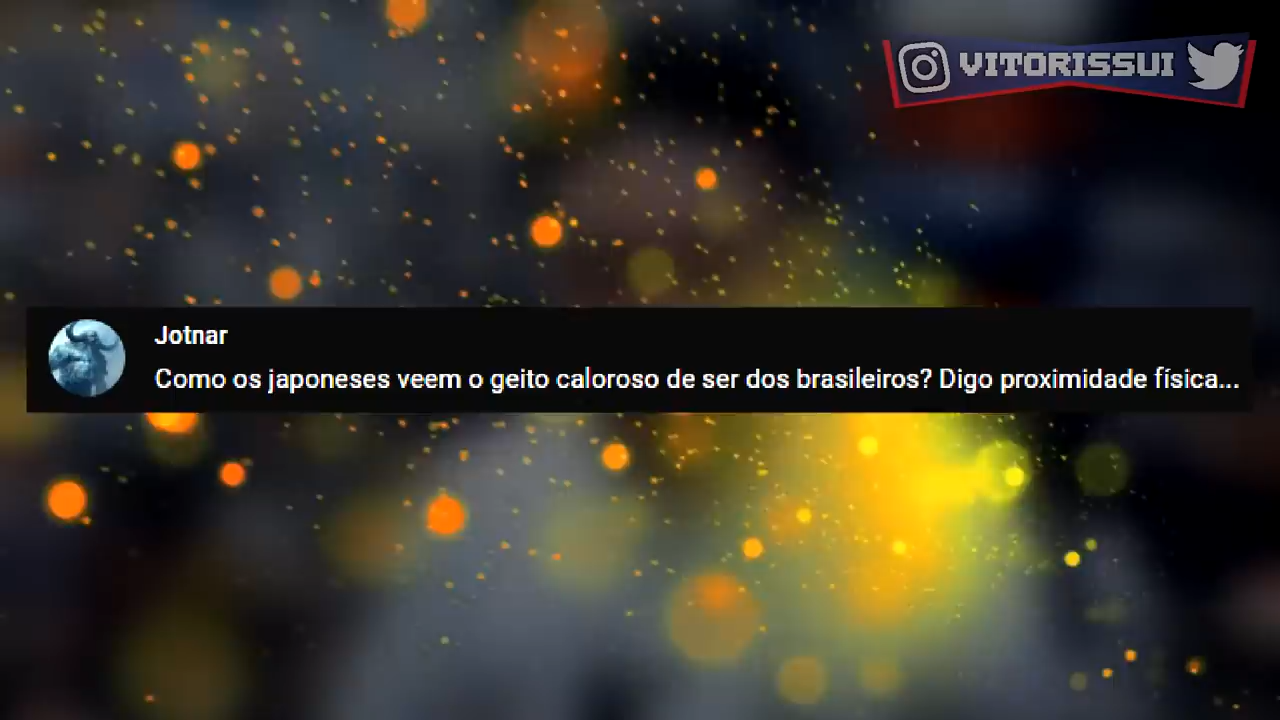 VITORISSUI
Jotnar
Como os japoneses veem o geito caloroso de ser dos brasileiros? Digo proximidade física...